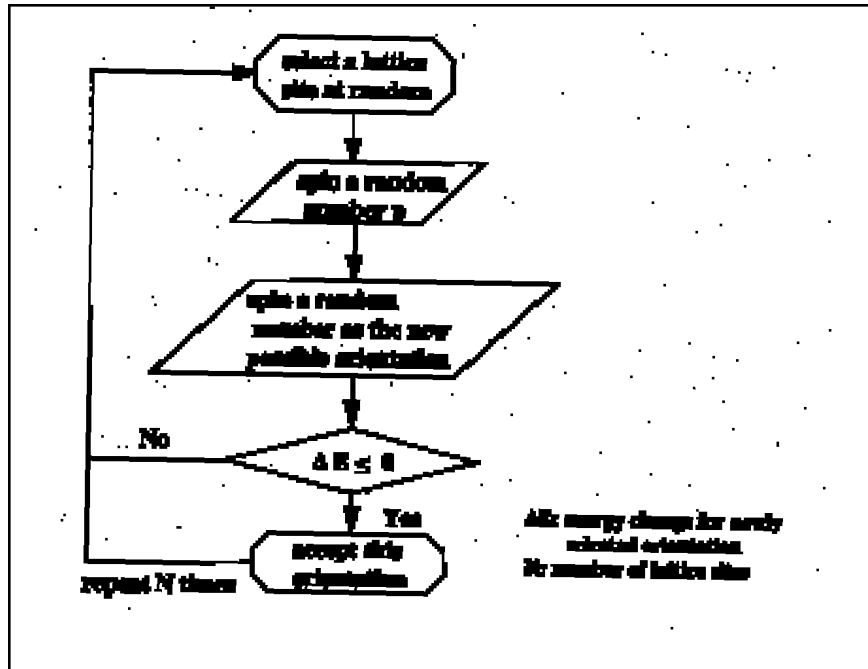 select a lattice
site at random
spin a random
number p
spin a random
number as the new
possible orientation
No
Δ E ≤ 0
Yes
accept this
orientation
repeat N times
ΔE: energy change for newly
selected orientation
N: number of lattice sites